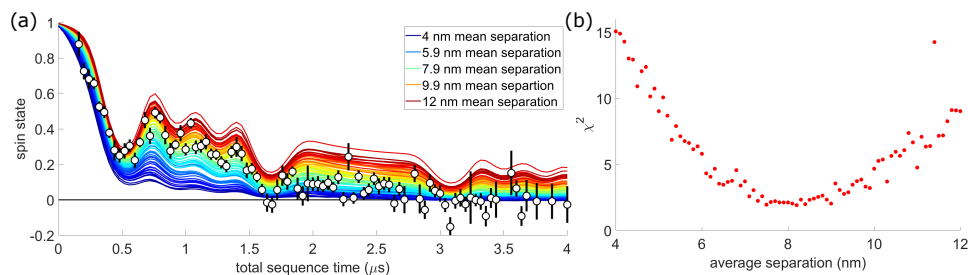 (a)
1
0.8
0.6
0.4
0.2
0
-0.2
spin state
0
0.5
1
1.5
2
2.5
3
3.5
4
total sequence time (μs)
4 nm mean separation
5.9 nm mean separation
7.9 nm mean separation
9.9 nm mean separtion
12 nm mean separation
(b)
15
10
5
0
χ²
4
6
8
10
12
average separation (nm)